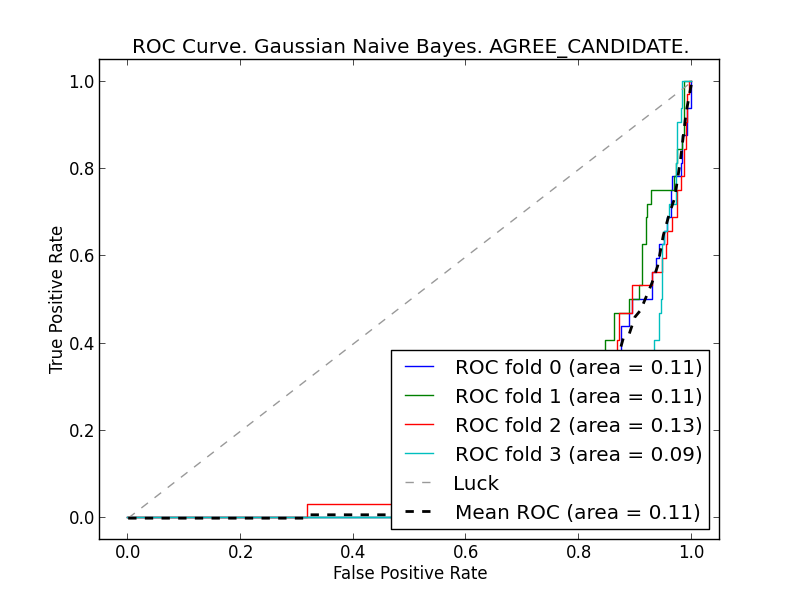 ROC Curve. Gaussian Naive Bayes. AGREE_CANDIDATE.
1.0
0.8
0.6
0.4
0.2
0.0
True Positive Rate
ROC fold 0 (area = 0.11)
ROC fold 1 (area = 0.11)
ROC fold 2 (area = 0.13)
ROC fold 3 (area = 0.09)
Luck
Mean ROC (area = 0.11)
0.0 0.2 0.4 0.6 0.8 1.0
False Positive Rate